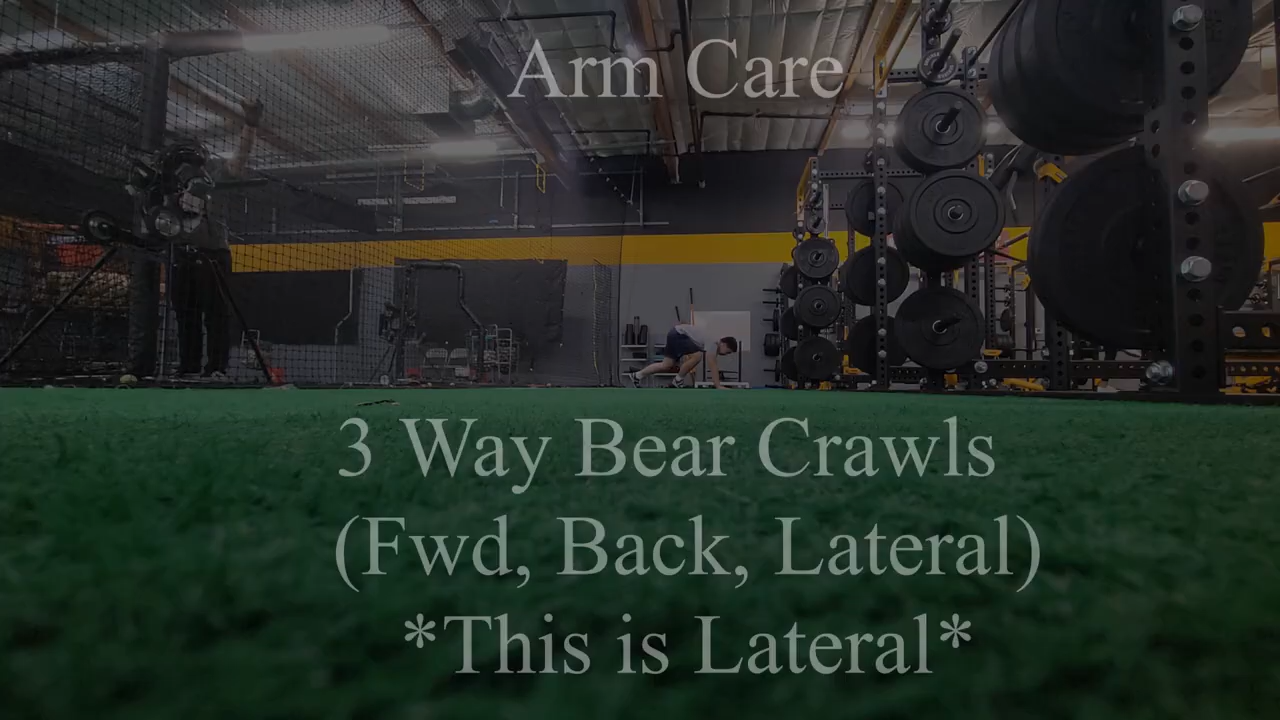 Arm Care
3 Way Bear Crawls
(Fwd, Back, Lateral)
*This is Lateral*